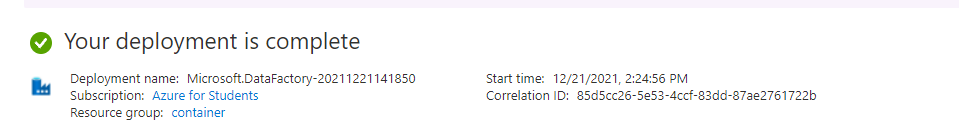 Your deployment is complete
Deployment name: Microsoft.DataFactory-20211221141850
Start time: 12/21/2021, 2:24:56 PM
Subscription: Azure for Students
Correlation ID: 85d5cc26-5e53-4ccf-83dd-87ae2761722b
Resource group: container